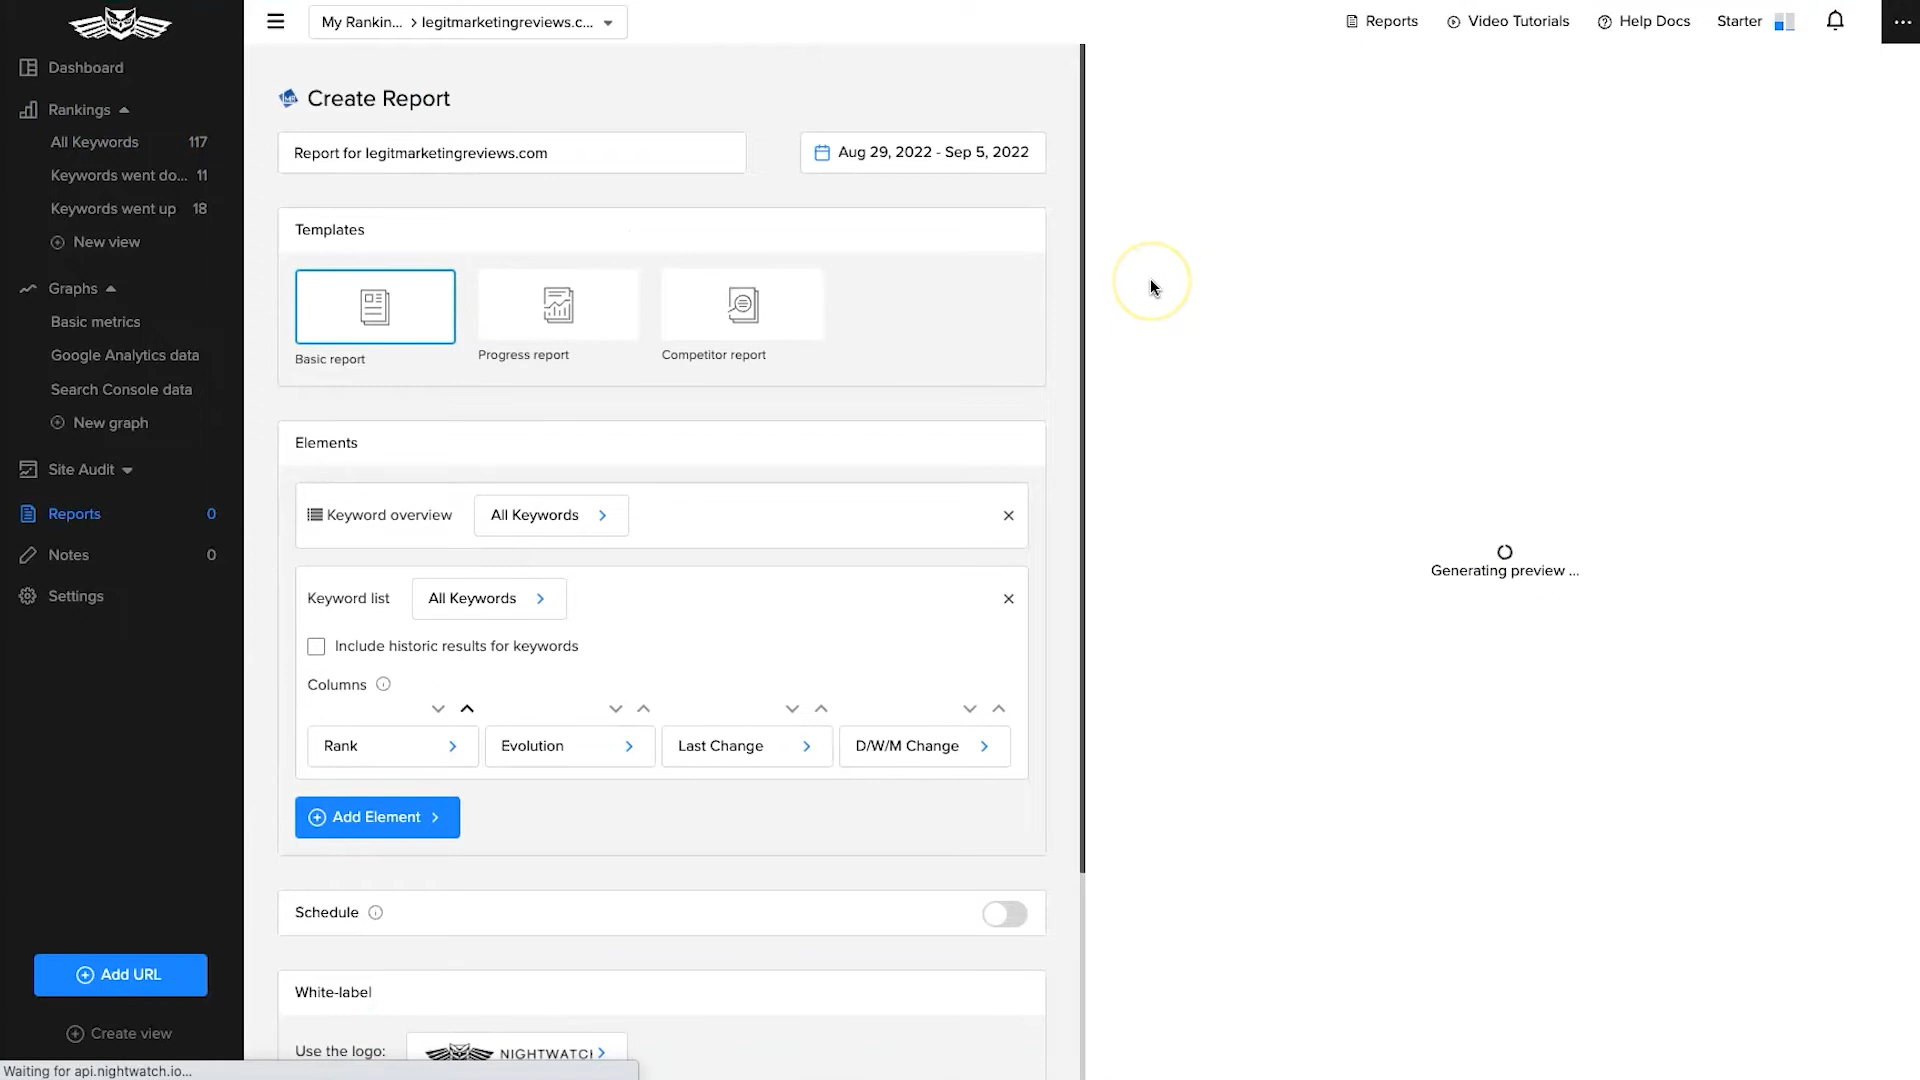 My Rankin... > legitmarketingreviews.c...
Reports
Video Tutorials
Help Docs
Starter
Dashboard
Rankings
All Keywords 117
Keywords went do... 11
Keywords went up 18
New view
Graphs
Basic metrics
Google Analytics data
Search Console data
New graph
Site Audit
Reports 0
Notes 0
Settings
Add URL
Create view
Waiting for api.nightwatch.io...
Create Report
Report for legitmarketingreviews.com
Aug 29, 2022 - Sep 5, 2022
Templates
Basic report
Progress report
Competitor report
Elements
Keyword overview
All Keywords
Keyword list
All Keywords
Include historic results for keywords
Columns
Rank
Evolution
Last Change
D/W/M Change
Add Element
Schedule
White-label
Use the logo:
NIGHTWATCH
Generating preview ...